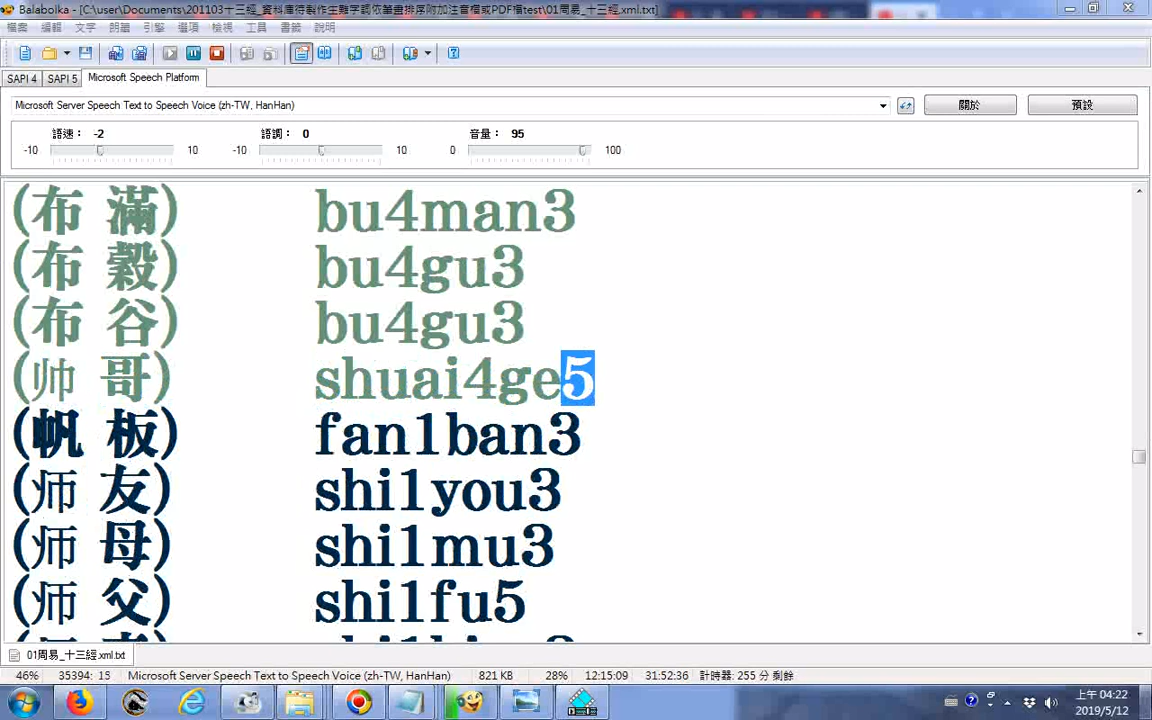 Balabolka - [C:\user\Documents\201103十三經_資料庫待製作生難字詞依筆畫排序附加注音檔或PDF檔test\01周易_十三經.xml.txt]
檔案 編輯 文字 朗讀 引擎 選項 檢視 工具 書籤 說明
SAPI 4 SAPI 5 Microsoft Speech Platform
Microsoft Server Speech Text to Speech Voice (zh-TW, HanHan) 關於 預設
語速： -2 語調： 0 音量： 95
-10 10 -10 10 0 100
(布 滿) bu4man3
(布 穀) bu4gu3
(布 谷) bu4gu3
(帅 哥) shuai4ge5
(帆 板) fan1ban3
(师 友) shi1you3
(师 母) shi1mu3
(师 父) shi1fu5
01周易_十三經.xml.txt
46% 35394: 13 Microsoft Server Speech Text to Speech Voice (zh-TW, HanHan) 821 KB 28% 12:15:09 31:52:36 計時器: 255 分 剩餘
上午 04:22
2019/5/12